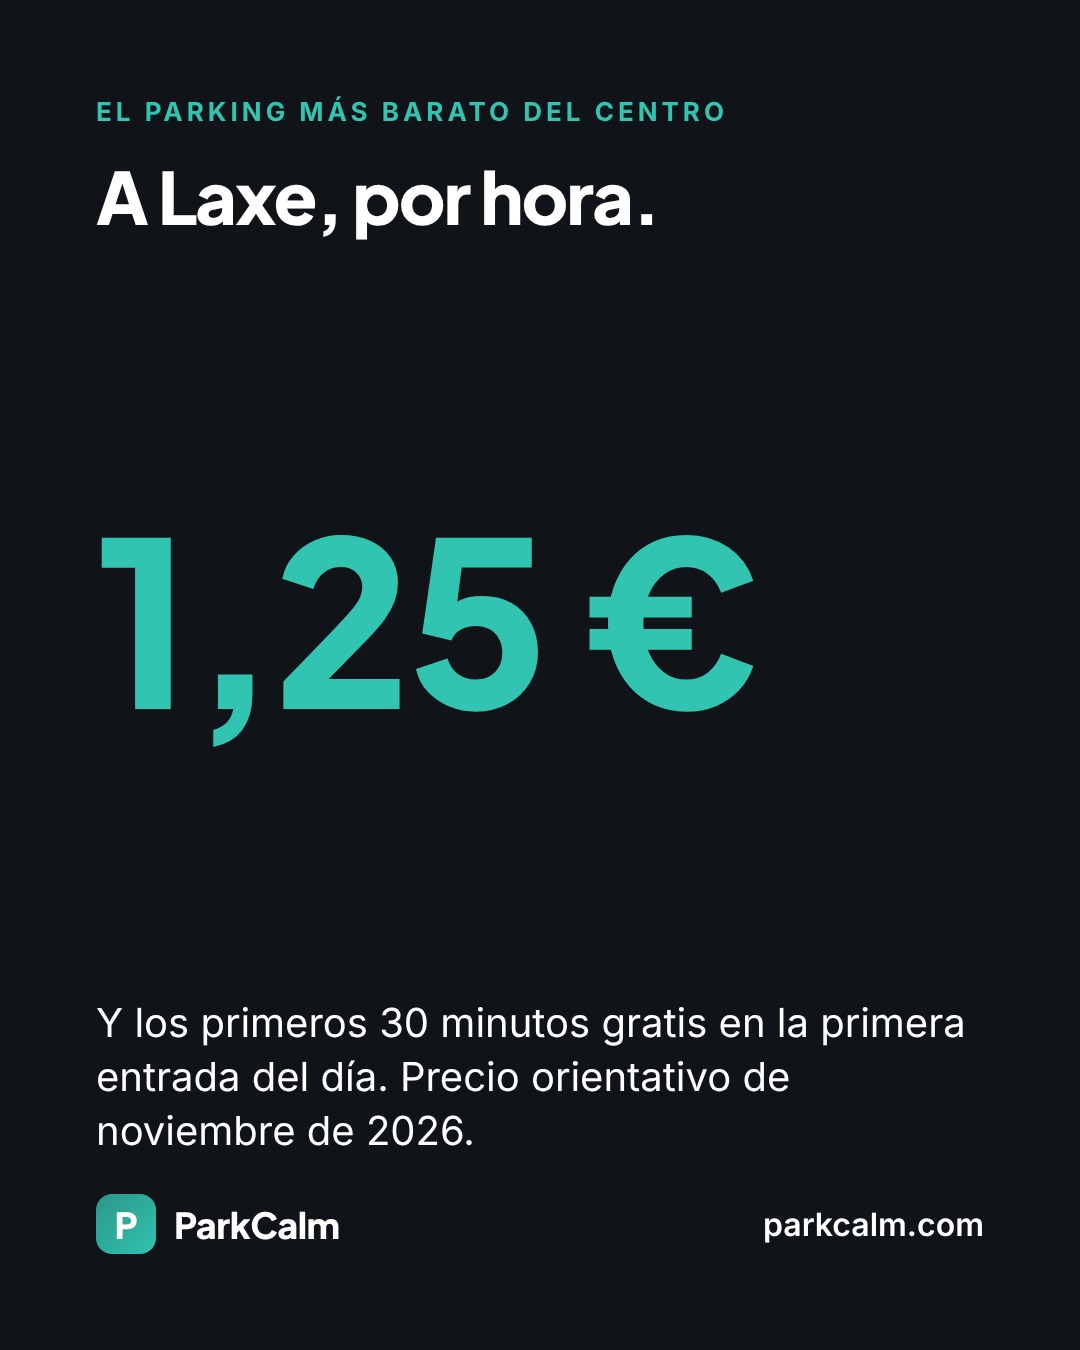 EL PARKING MÁS BARATO DEL CENTRO
A Laxe, por hora.
1,25 €
Y los primeros 30 minutos gratis en la primera
entrada del día. Precio orientativo de
noviembre de 2026.
P ParkCalm
parkcalm.com